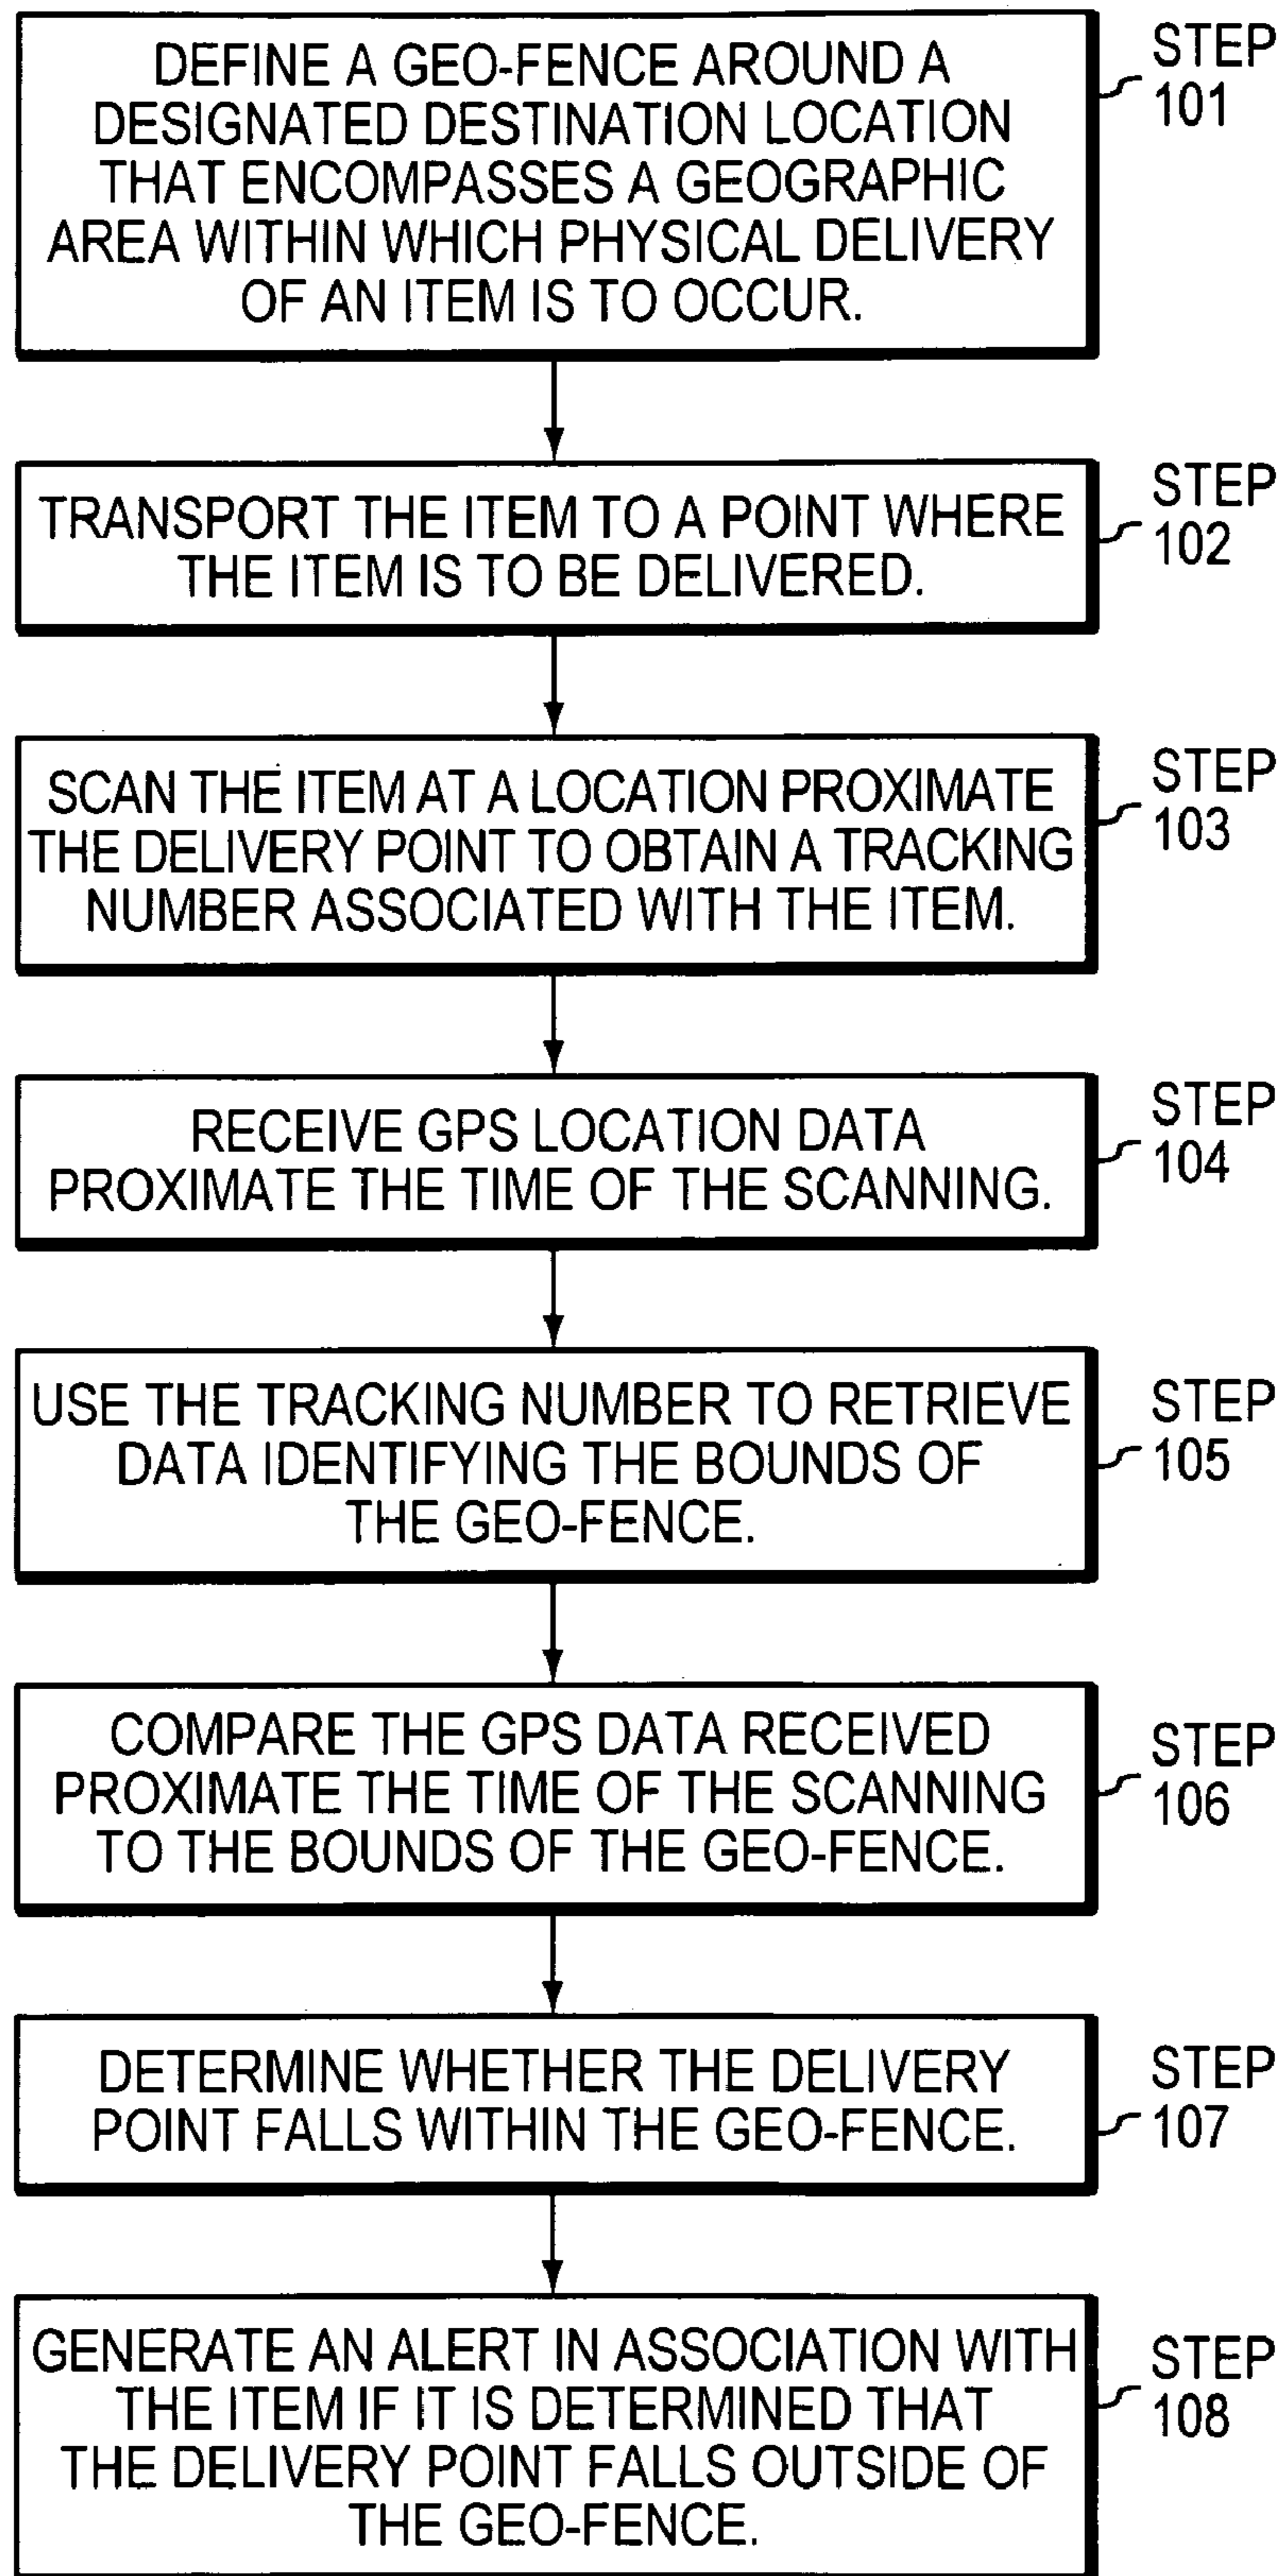 DEFINE A GEO-FENCE AROUND A
DESIGNATED DESTINATION LOCATION
THAT ENCOMPASSES A GEOGRAPHIC
AREA WITHIN WHICH PHYSICAL DELIVERY
OF AN ITEM IS TO OCCUR.
STEP
101
TRANSPORT THE ITEM TO A POINT WHERE
THE ITEM IS TO BE DELIVERED.
STEP
102
SCAN THE ITEM AT A LOCATION PROXIMATE
THE DELIVERY POINT TO OBTAIN A TRACKING
NUMBER ASSOCIATED WITH THE ITEM.
STEP
103
RECEIVE GPS LOCATION DATA
PROXIMATE THE TIME OF THE SCANNING.
STEP
104
USE THE TRACKING NUMBER TO RETRIEVE
DATA IDENTIFYING THE BOUNDS OF
THE GEO-FENCE.
STEP
105
COMPARE THE GPS DATA RECEIVED
PROXIMATE THE TIME OF THE SCANNING
TO THE BOUNDS OF THE GEO-FENCE.
STEP
106
DETERMINE WHETHER THE DELIVERY
POINT FALLS WITHIN THE GEO-FENCE.
STEP
107
GENERATE AN ALERT IN ASSOCIATION WITH
THE ITEM IF IT IS DETERMINED THAT
THE DELIVERY POINT FALLS OUTSIDE OF
THE GEO-FENCE.
STEP
108